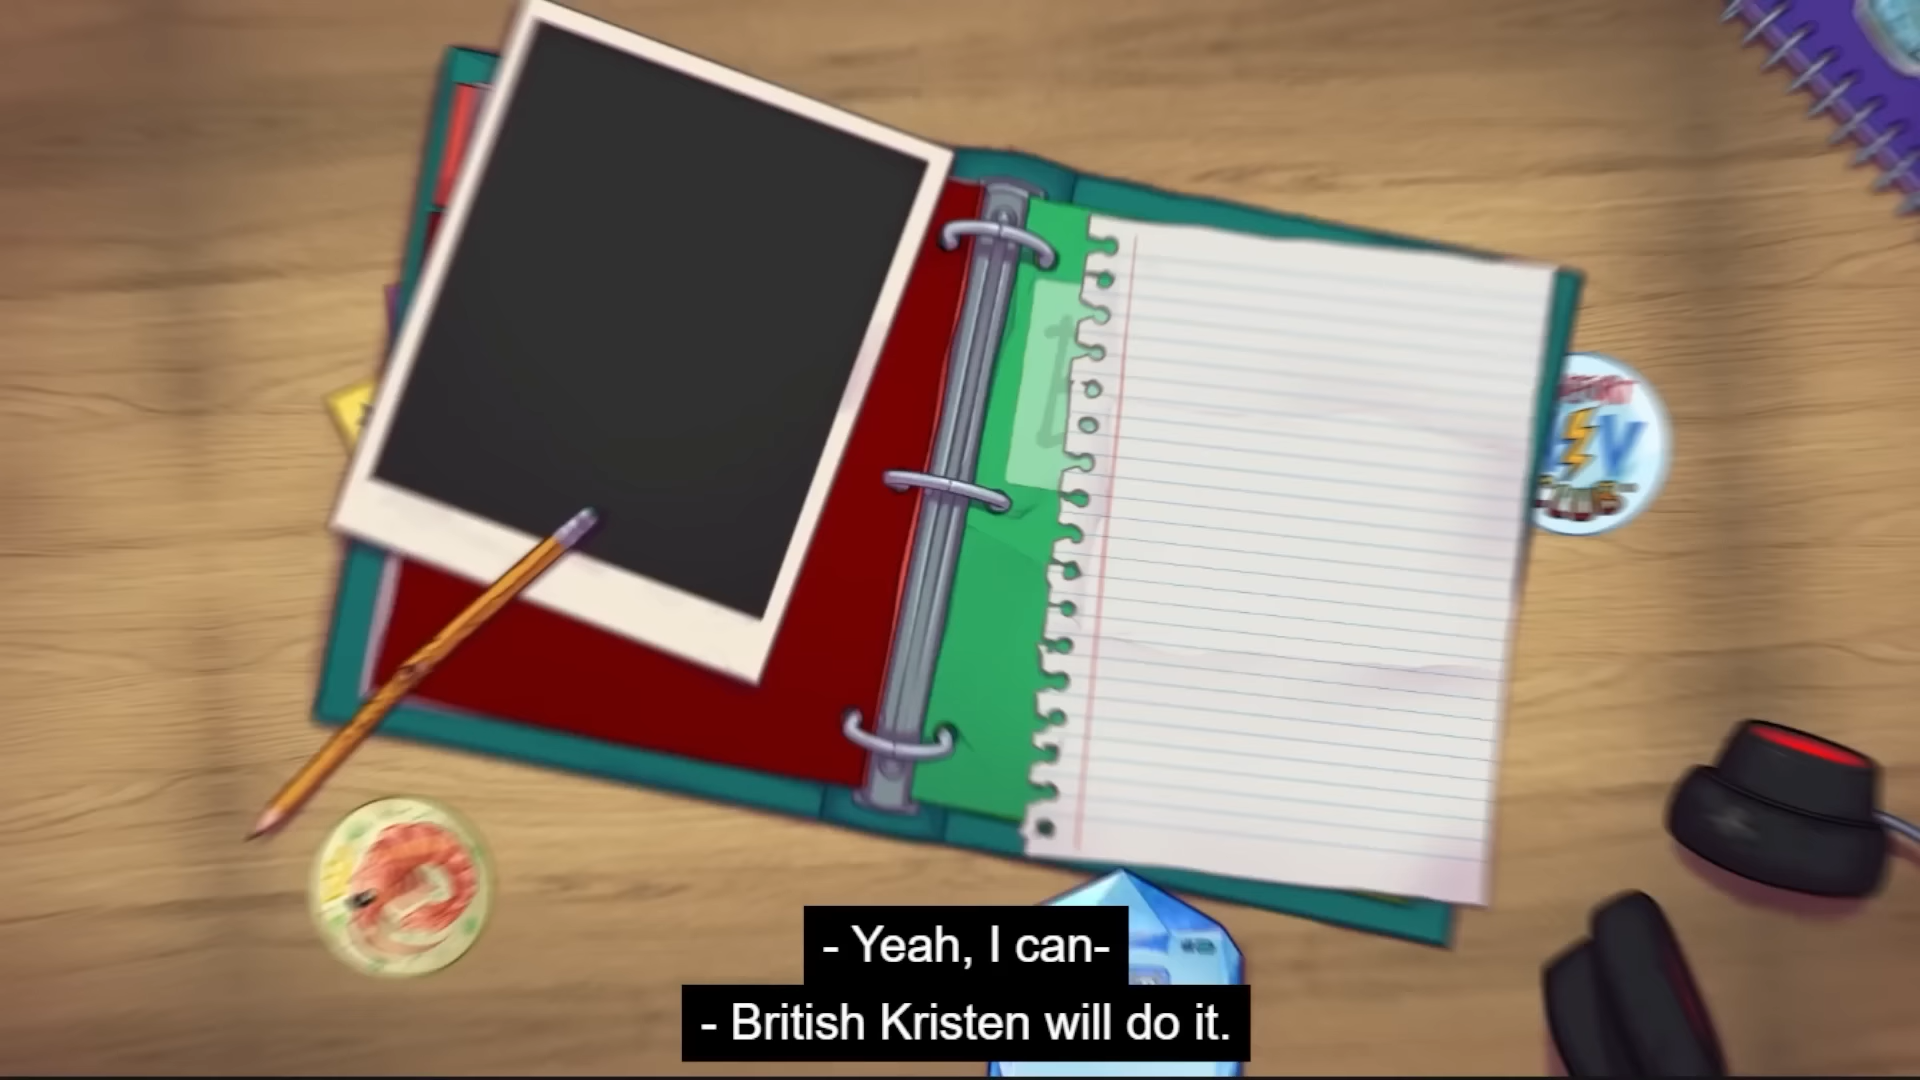 - Yeah, I can-
- British Kristen will do it.